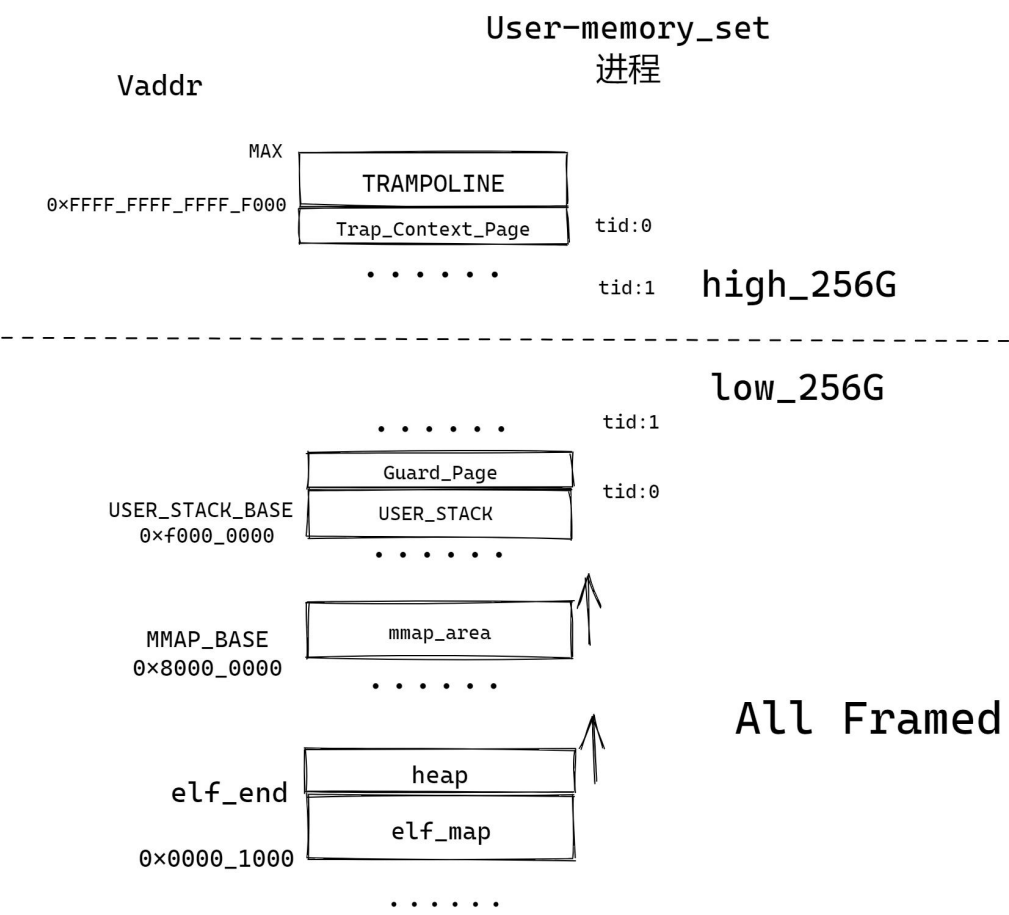 User-memory_set
进程
Vaddr
MAX
TRAMPOLINE
0×FFFF_FFFF_FFFF_F000
Trap_Context_Page
tid:0
......
tid:1
high_256G
low_256G
tid:1
......
Guard_Page
tid:0
USER_STACK_BASE
0×f000_0000
USER_STACK
......
MMAP_BASE
0×8000_0000
mmap_area
......
All Framed
heap
elf_end
elf_map
0×0000_1000
......